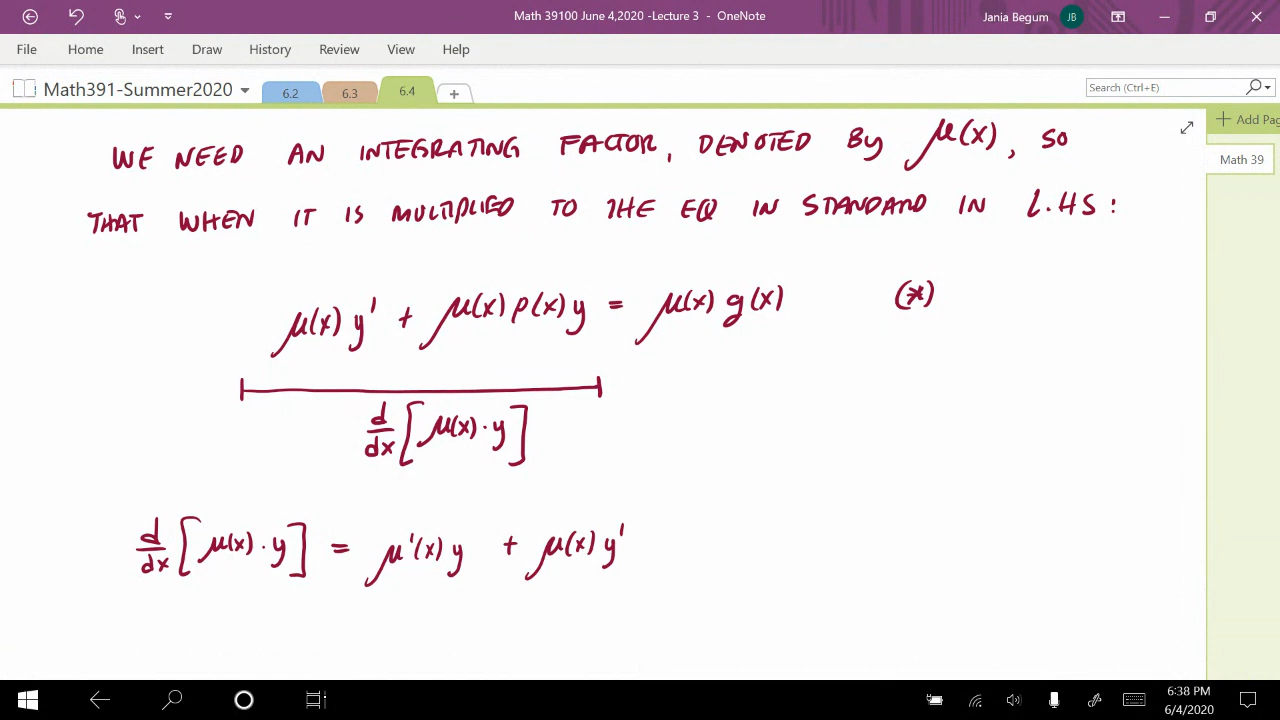 Math 39100 June 4,2020 -Lecture 3 - OneNote
Jania Begum JB
File Home Insert Draw History Review View Help
Math391-Summer2020 6.2 6.3 6.4
Search (Ctrl+E)
Add Pag
Math 39
WE NEED AN INTEGRATING FACTOR, DENOTED BY μ(x), SO
THAT WHEN IT IS MULTIPLIED TO THE EQ IN STANDARD IN L.HS:
μ(x) y' + μ(x) p(x) y = μ(x) g(x) (*)
d/dx [μ(x) · y]
d/dx [μ(x) · y] = μ'(x) y + μ(x) y'
6:38 PM
6/4/2020